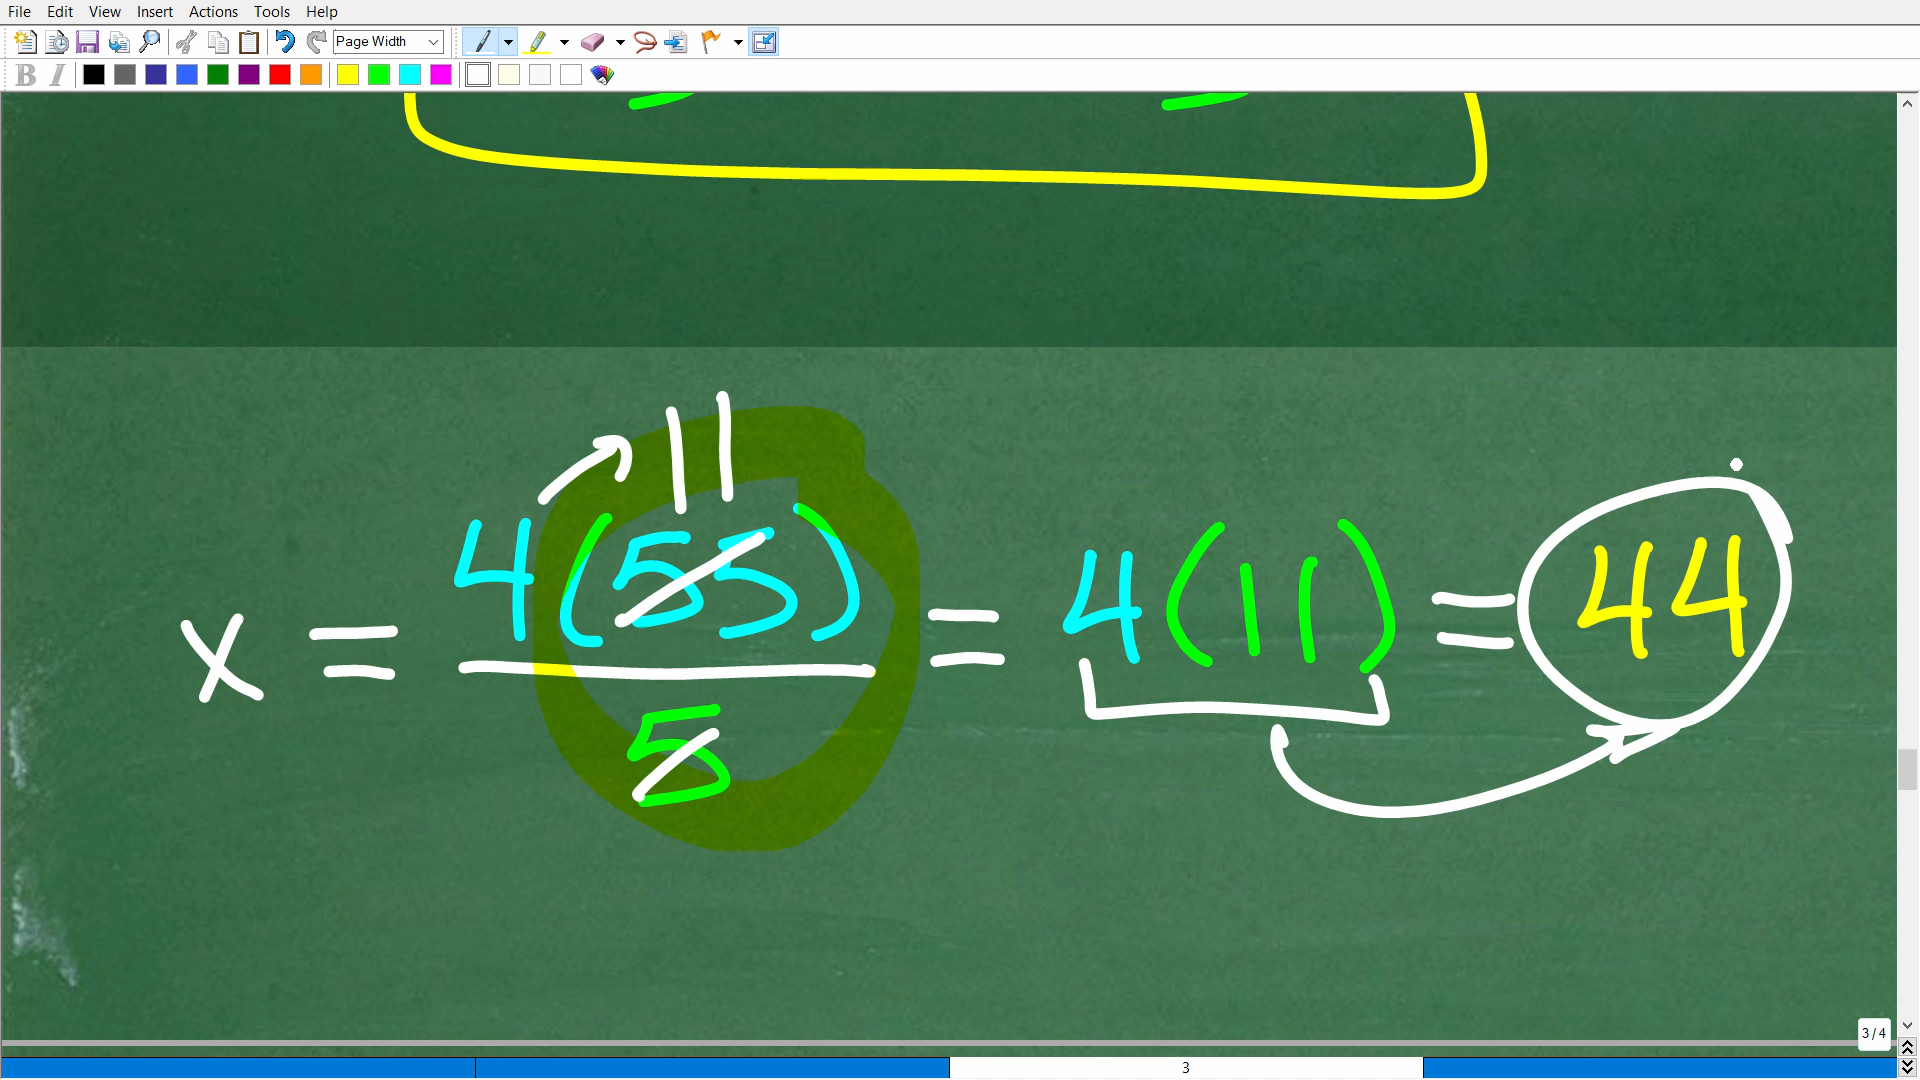 File Edit View Insert Actions Tools Help
Page Width
B I
11
x = 4(55) / 5 = 4(11) = 44
3 / 4
3